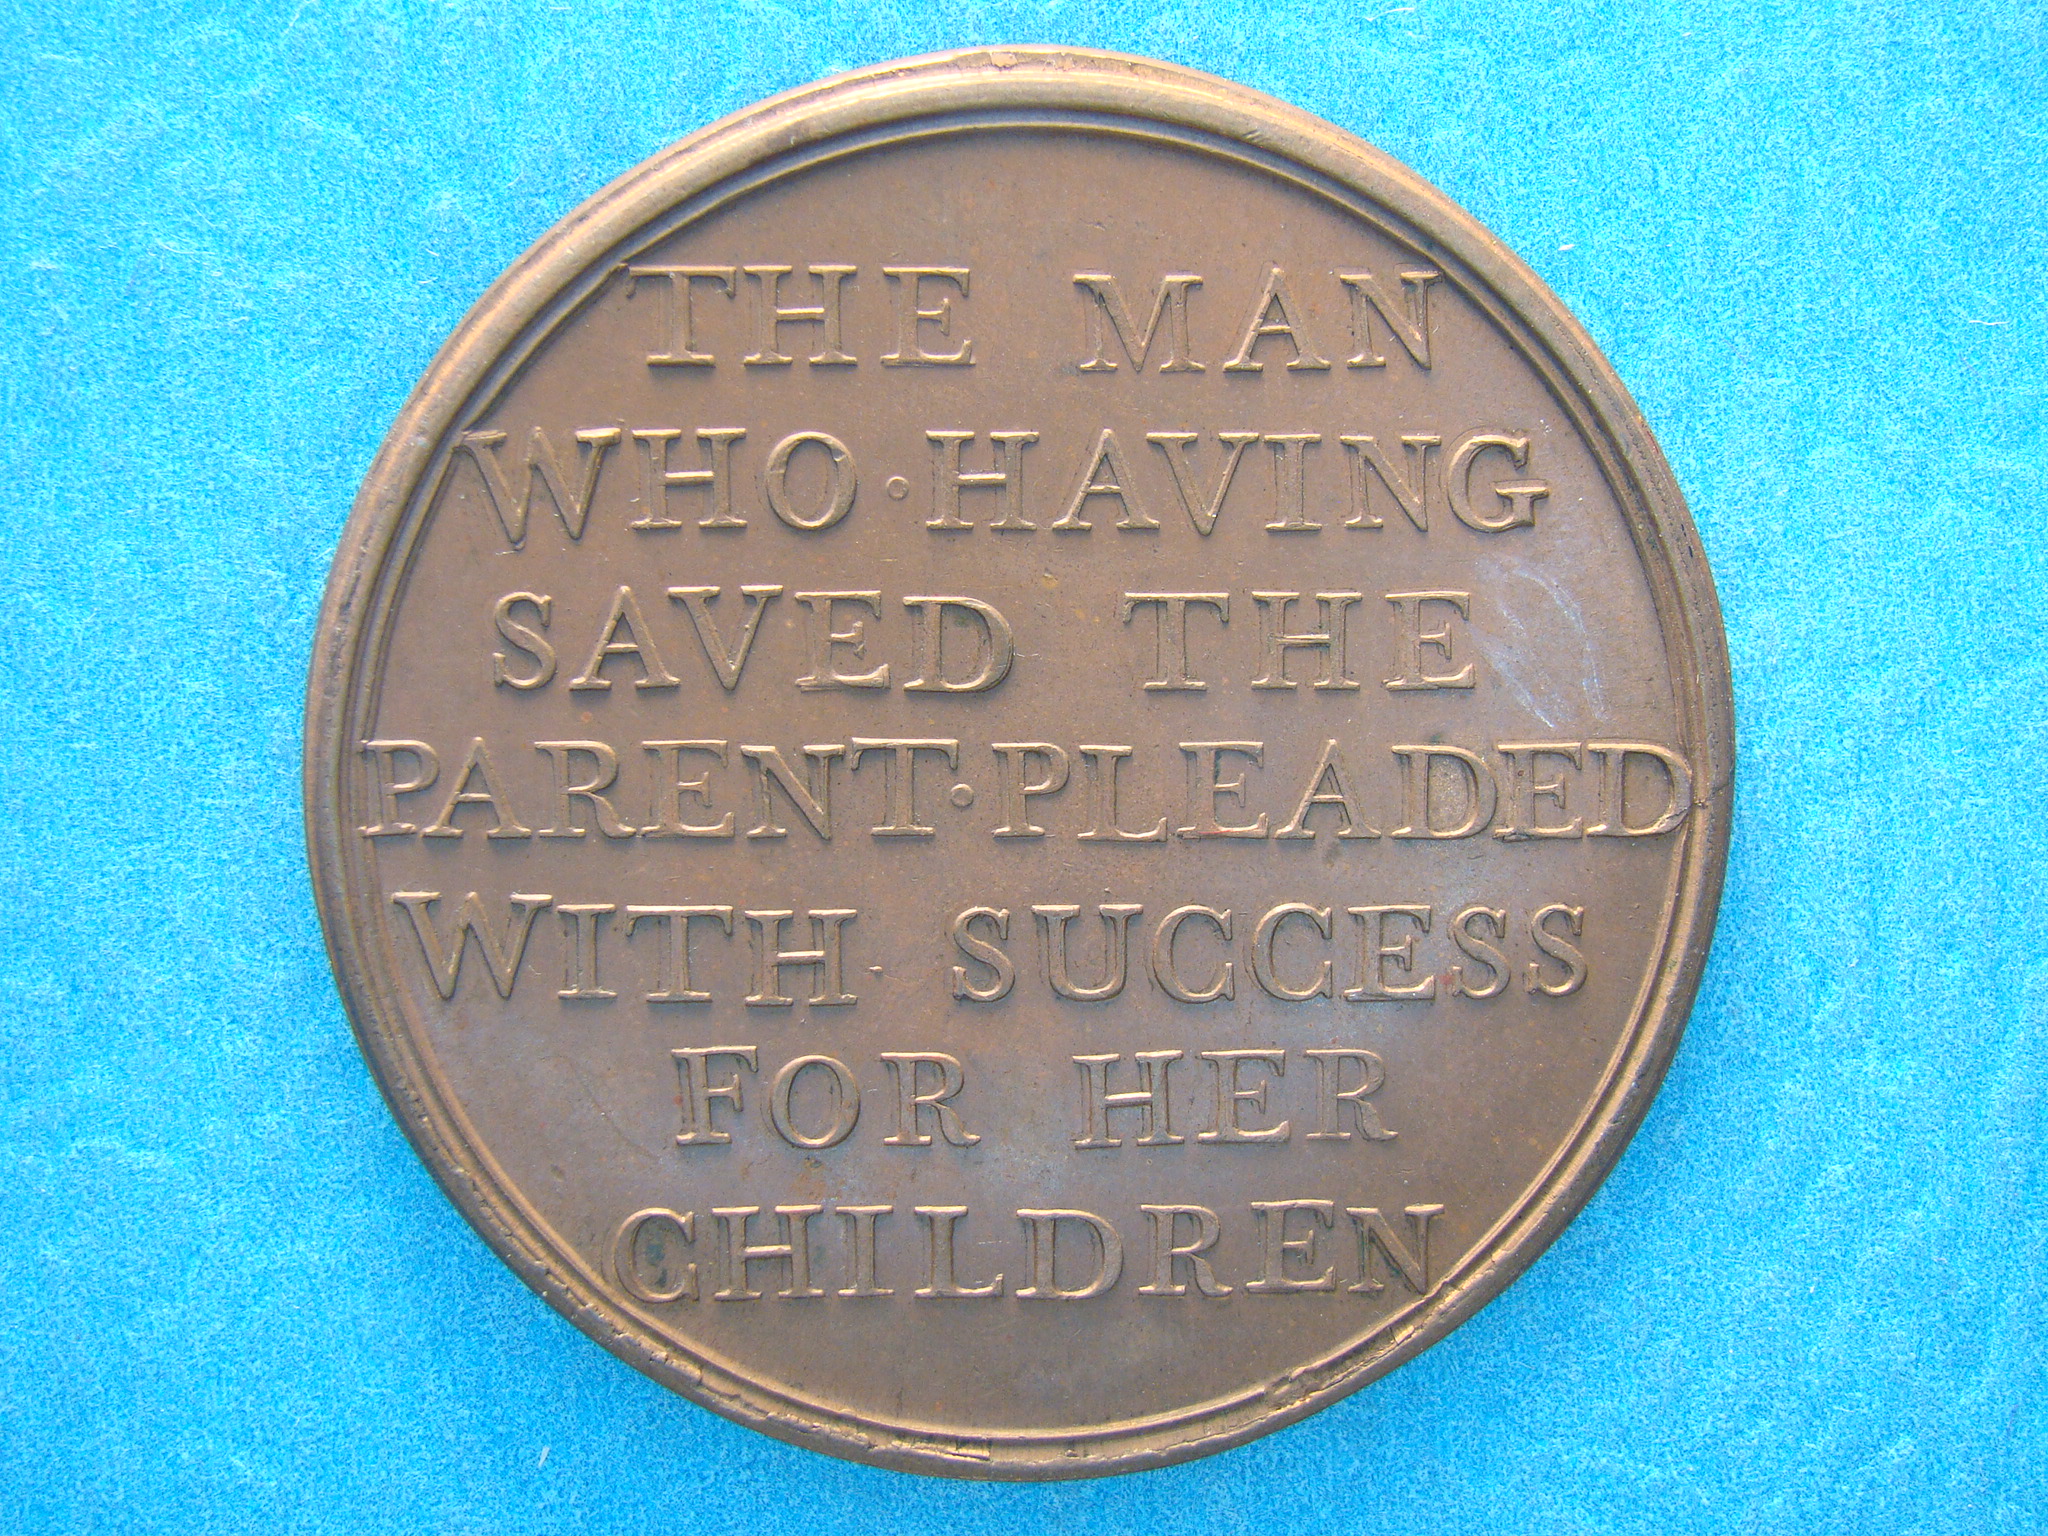 THE MAN
WHO · HAVING
SAVED THE
PARENT · PLEADED
WITH · SUCCESS
FOR HER
CHILDREN